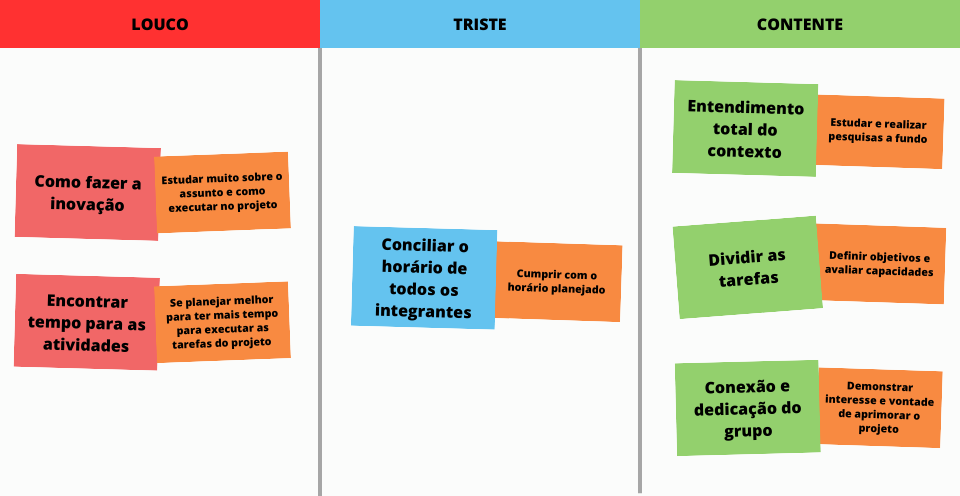 LOUCO
TRISTE
CONTENTE
Como fazer a
inovação
Estudar muito sobre o
assunto e como
executar no projeto
Encontrar
tempo para as
atividades
Se planejar melhor
para ter mais tempo
para executar as
tarefas do projeto
Conciliar o
horário de
todos os
integrantes
Cumprir com o
horário planejado
Entendimento
total do
contexto
Estudar e realizar
pesquisas a fundo
Dividir as
tarefas
Definir objetivos e
avaliar capacidades
Conexão e
dedicação do
grupo
Demonstrar
interesse e vontade
de aprimorar o
projeto